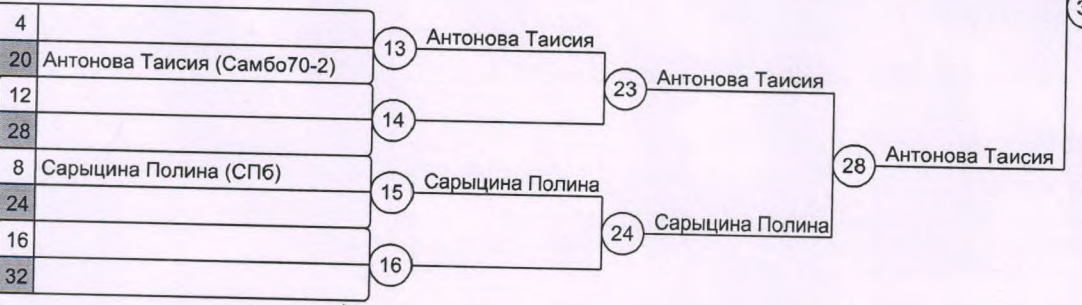 4
20 Антонова Таисия (Самбо70-2)
12
28
8 Сарыцина Полина (СПб)
24
16
32
13 Антонова Таисия
14
15 Сарыцина Полина
16
23 Антонова Таисия
24 Сарыцина Полина
28 Антонова Таисия